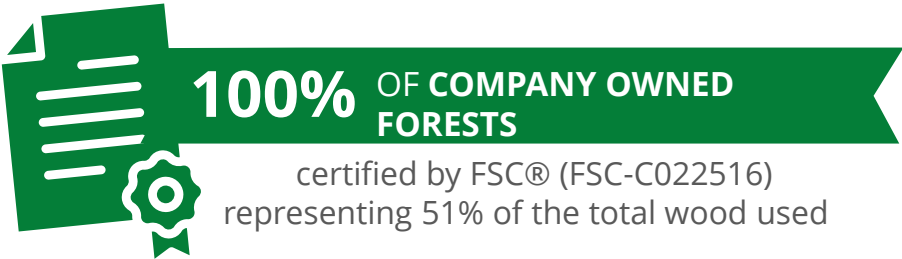 100% OF COMPANY OWNED
FORESTS
certified by FSC® (FSC-C022516)
representing 51% of the total wood used